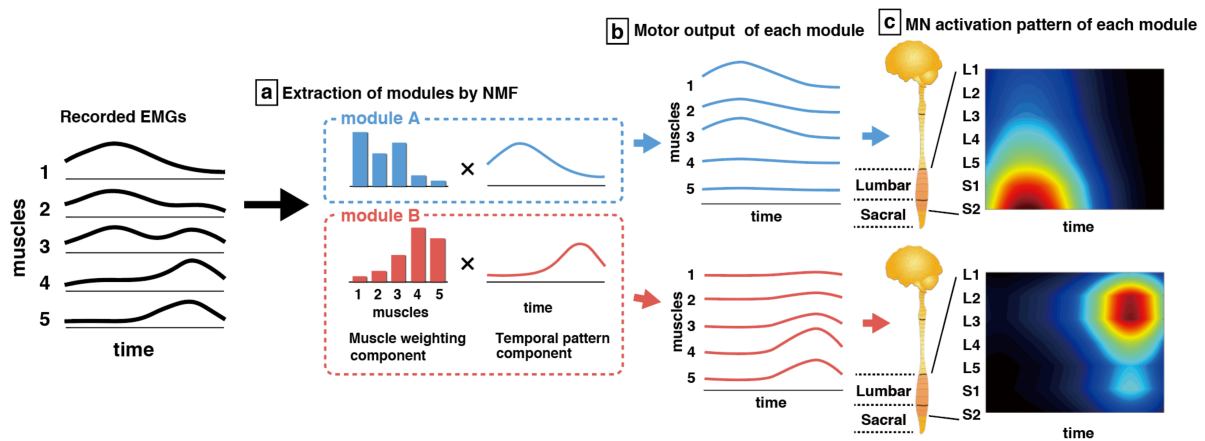 Recorded EMGs
muscles
1
2
3
4
5
time
a Extraction of modules by NMF
module A
×
module B
×
1 2 3 4 5
muscles
time
Muscle weighting
component
Temporal pattern
component
b Motor output of each module
muscles
1
2
3
4
5
time
muscles
1
2
3
4
5
time
c MN activation pattern of each module
Lumbar
Sacral
L1
L2
L3
L4
L5
S1
S2
time
Lumbar
Sacral
L1
L2
L3
L4
L5
S1
S2
time